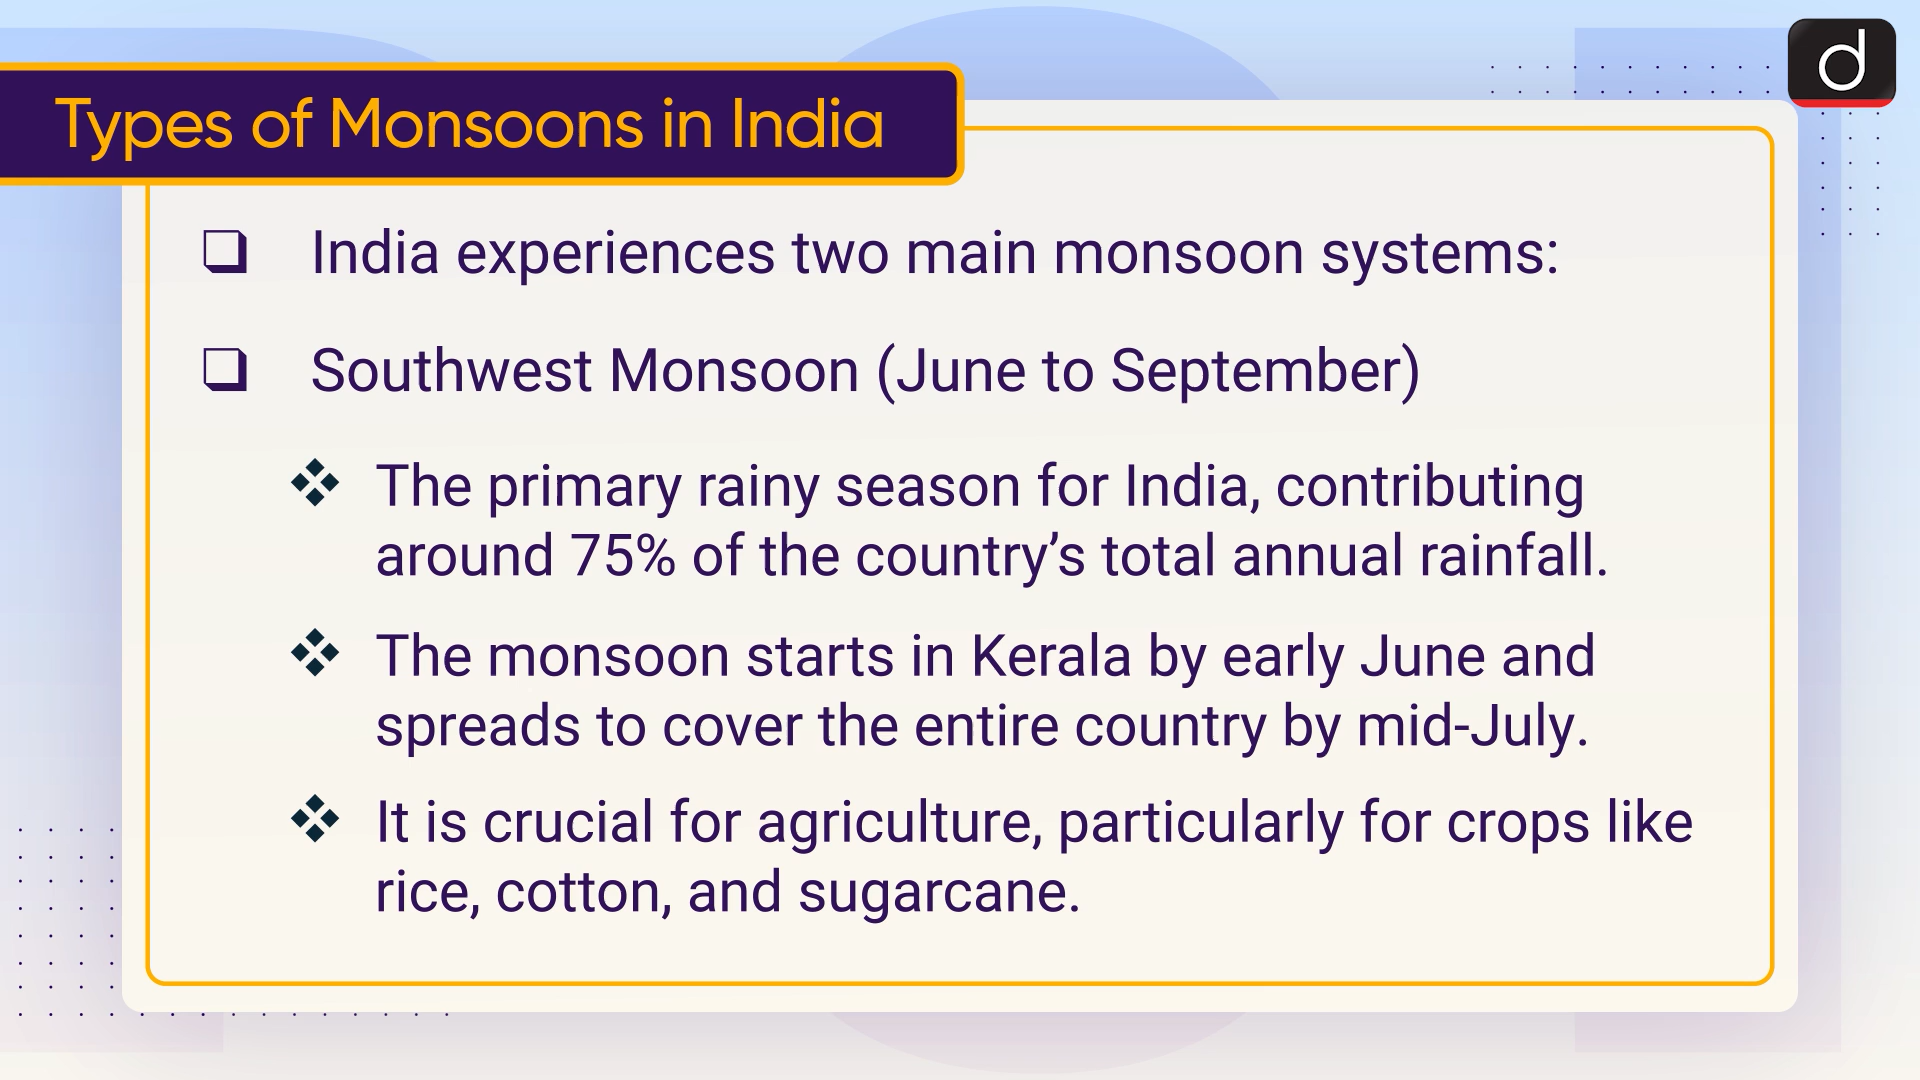 Types of Monsoons in India
d
❑ India experiences two main monsoon systems:
❑ Southwest Monsoon (June to September)
❖ The primary rainy season for India, contributing
around 75% of the country’s total annual rainfall.
❖ The monsoon starts in Kerala by early June and
spreads to cover the entire country by mid-July.
❖ It is crucial for agriculture, particularly for crops like
rice, cotton, and sugarcane.